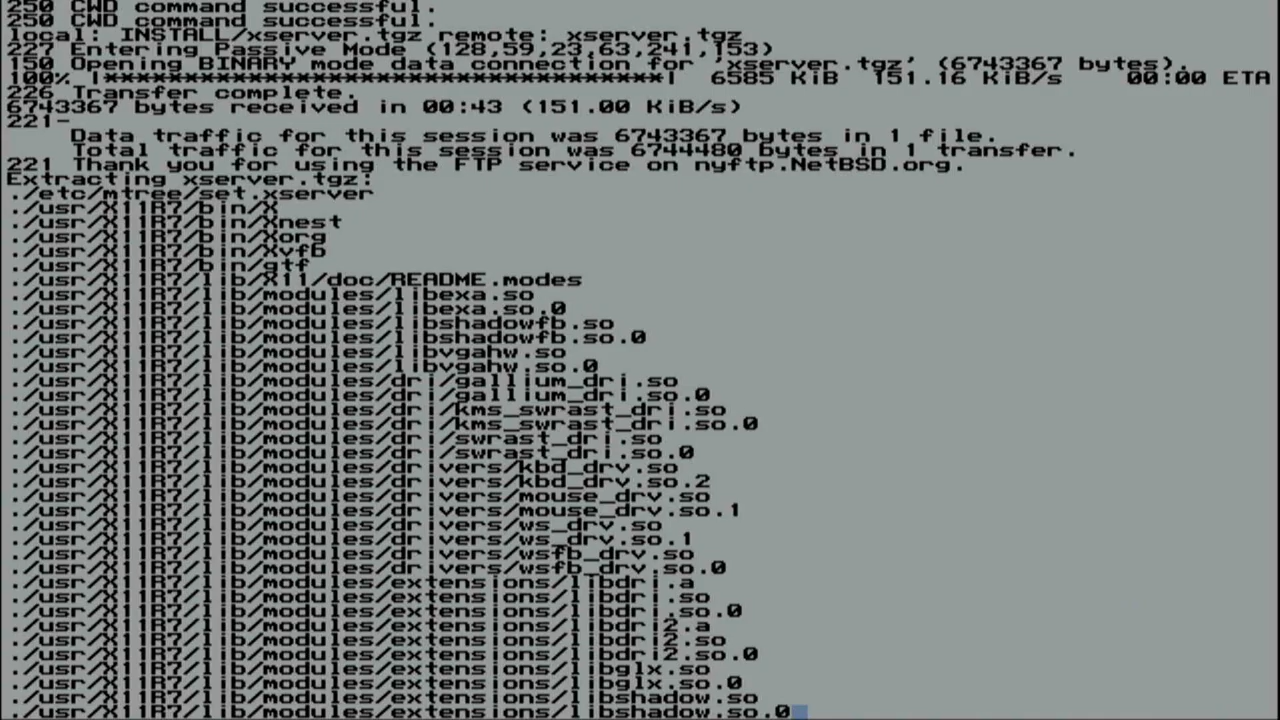 250 CWD command successful.
250 CWD command successful.
local: INSTALL/xserver.tgz remote: xserver.tgz
227 Entering Passive Mode (128,59,23,63,241,153)
150 Opening BINARY mode data connection for 'xserver.tgz' (6743367 bytes).
100% |***********************************| 6585 KiB 151.16 KiB/s 00:00 ETA
226 Transfer complete.
6743367 bytes received in 00:43 (151.00 KiB/s)
221-
Data traffic for this session was 6743367 bytes in 1 file.
Total traffic for this session was 6744480 bytes in 1 transfer.
221 Thank you for using the FTP service on nyftp.NetBSD.org.
Extracting xserver.tgz:
./etc/mtree/set.xserver
./usr/X11R7/bin/X
./usr/X11R7/bin/Xnest
./usr/X11R7/bin/Xorg
./usr/X11R7/bin/Xvfb
./usr/X11R7/bin/gtf
./usr/X11R7/lib/X11/doc/README.modes
./usr/X11R7/lib/modules/libexa.so
./usr/X11R7/lib/modules/libexa.so.0
./usr/X11R7/lib/modules/libshadowfb.so
./usr/X11R7/lib/modules/libshadowfb.so.0
./usr/X11R7/lib/modules/libvgahw.so
./usr/X11R7/lib/modules/libvgahw.so.0
./usr/X11R7/lib/modules/dri/gallium_dri.so
./usr/X11R7/lib/modules/dri/gallium_dri.so.0
./usr/X11R7/lib/modules/dri/kms_swrast_dri.so
./usr/X11R7/lib/modules/dri/kms_swrast_dri.so.0
./usr/X11R7/lib/modules/dri/swrast_dri.so
./usr/X11R7/lib/modules/dri/swrast_dri.so.0
./usr/X11R7/lib/modules/drivers/kbd_drv.so
./usr/X11R7/lib/modules/drivers/kbd_drv.so.2
./usr/X11R7/lib/modules/drivers/mouse_drv.so
./usr/X11R7/lib/modules/drivers/mouse_drv.so.1
./usr/X11R7/lib/modules/drivers/ws_drv.so
./usr/X11R7/lib/modules/drivers/ws_drv.so.1
./usr/X11R7/lib/modules/drivers/wsfb_drv.so
./usr/X11R7/lib/modules/drivers/wsfb_drv.so.0
./usr/X11R7/lib/modules/extensions/libdri.a
./usr/X11R7/lib/modules/extensions/libdri.so
./usr/X11R7/lib/modules/extensions/libdri.so.0
./usr/X11R7/lib/modules/extensions/libdri2.a
./usr/X11R7/lib/modules/extensions/libdri2.so
./usr/X11R7/lib/modules/extensions/libdri2.so.0
./usr/X11R7/lib/modules/extensions/libglx.so
./usr/X11R7/lib/modules/extensions/libglx.so.0
./usr/X11R7/lib/modules/extensions/libshadow.so
./usr/X11R7/lib/modules/extensions/libshadow.so.0